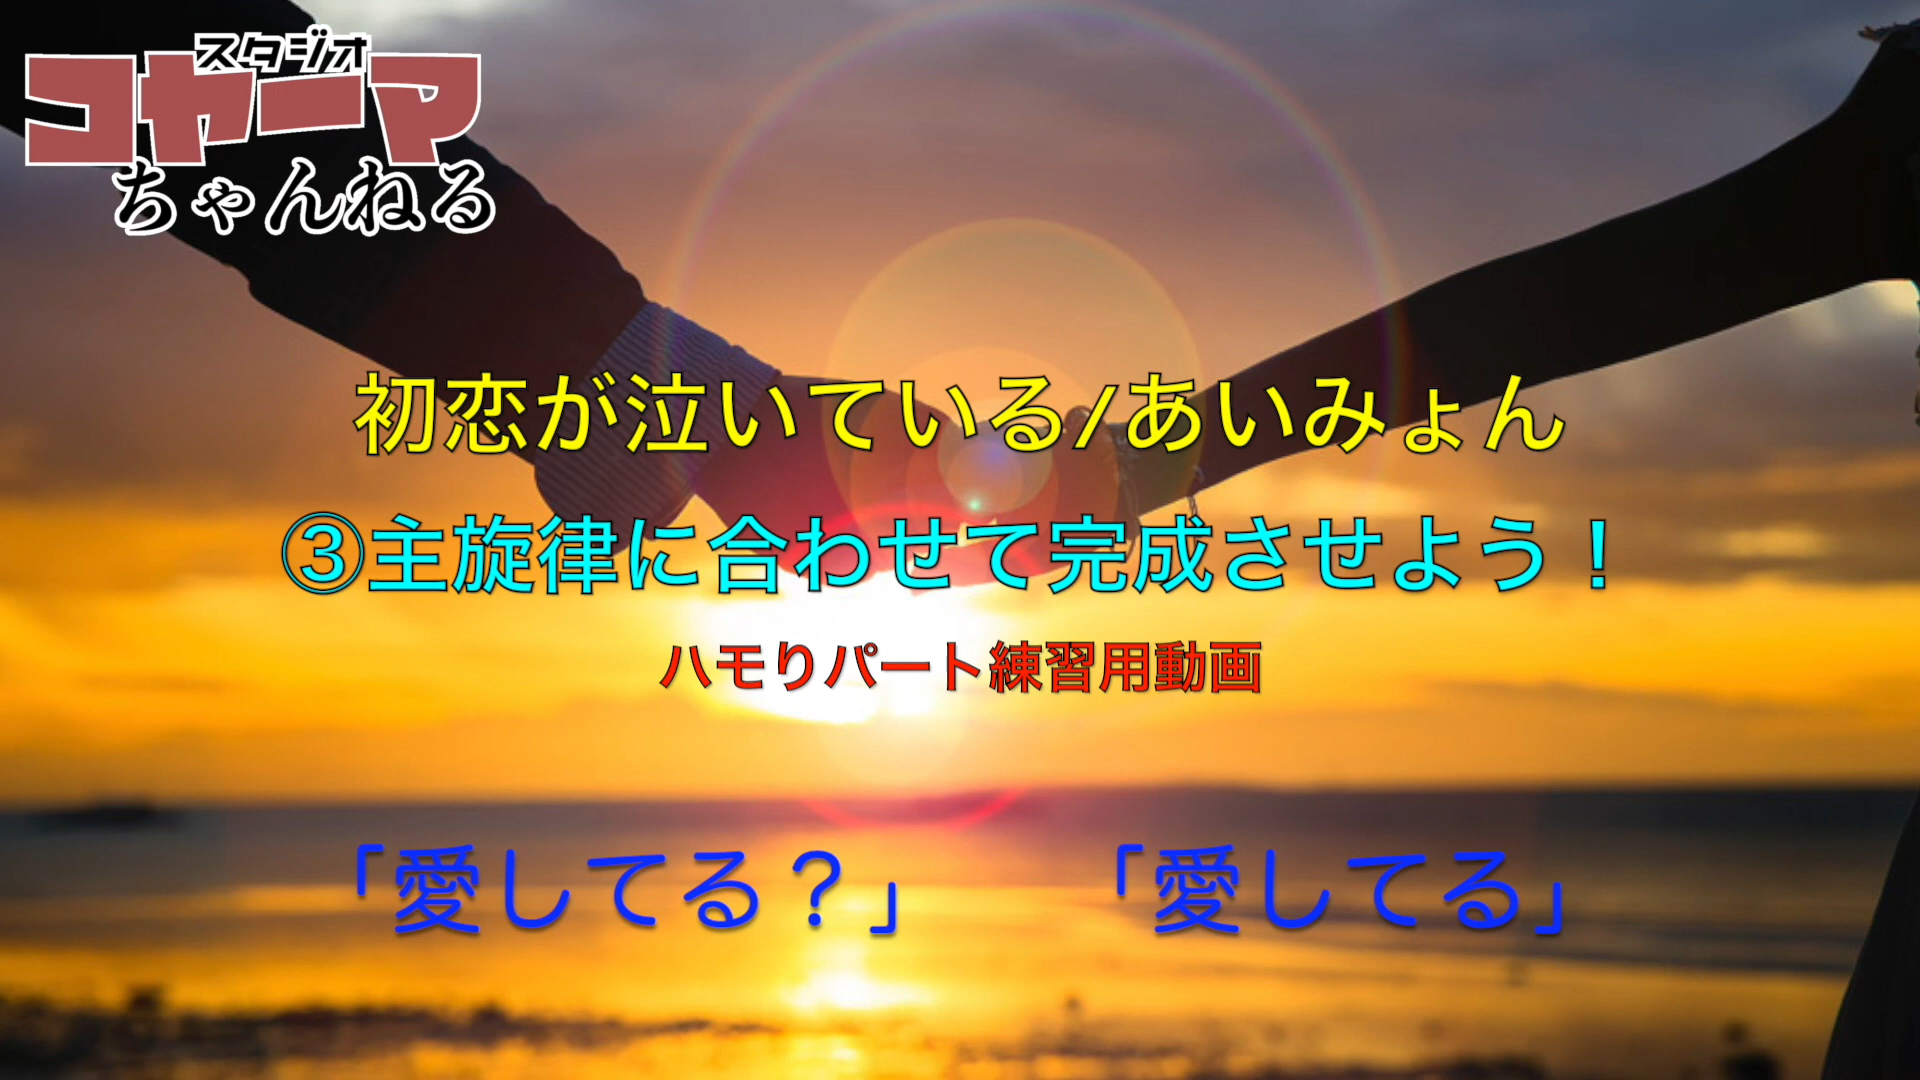 スタジオ
コヤーマ
ちゃんねる
初恋が泣いている/あいみょん
③主旋律に合わせて完成させよう！
ハモりパート練習用動画
「愛してる？」 「愛してる」